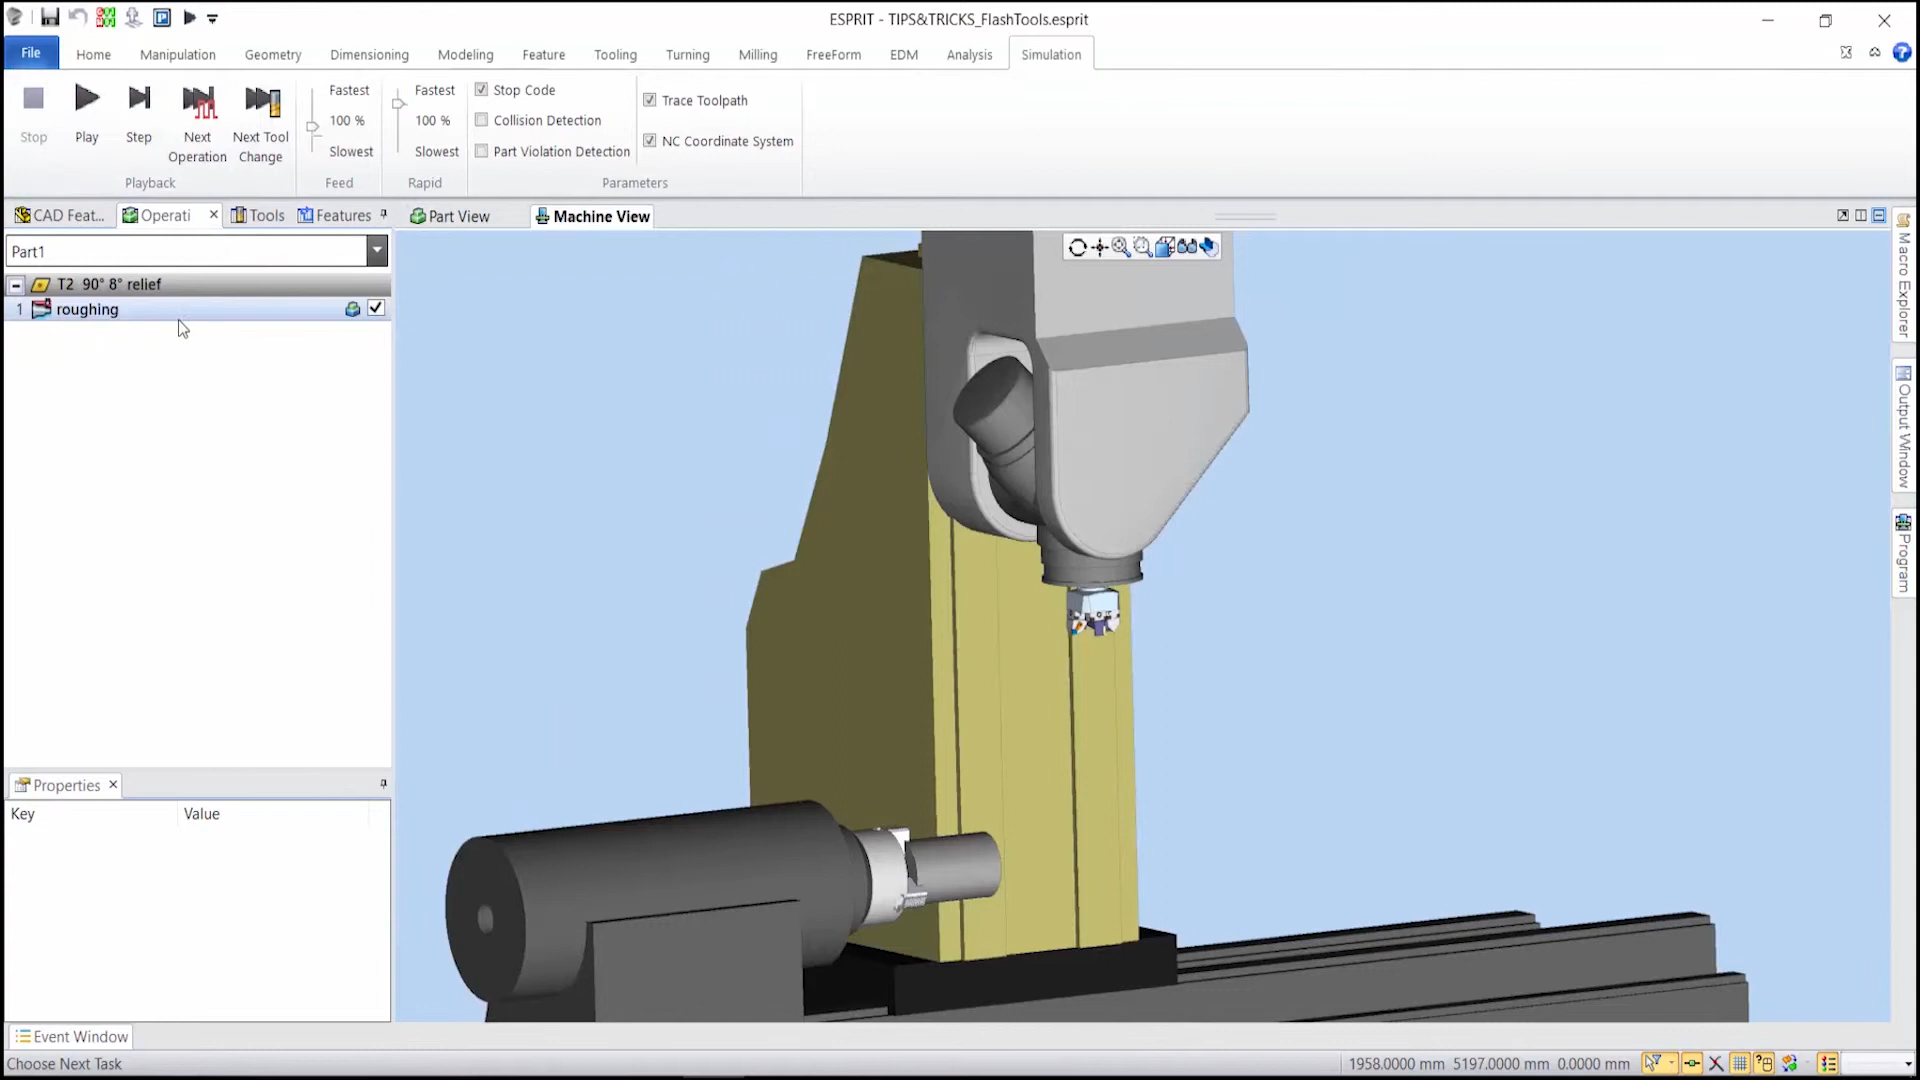 ESPRIT - TIPS&TRICKS_FlashTools.esprit
File Home Manipulation Geometry Dimensioning Modeling Feature Tooling Turning Milling FreeForm EDM Analysis Simulation
Stop
Play
Step
Next Operation
Next Tool Change
Playback
Fastest
100 %
Slowest
Feed
Fastest
100 %
Slowest
Rapid
Stop Code
Collision Detection
Part Violation Detection
Trace Toolpath
NC Coordinate System
Parameters
CAD Feat... Operati Tools Features
Part View Machine View
Part1
T2 90° 8° relief
1 roughing
Macro Explorer
Output Window
Program
Properties
Key Value
Event Window
Choose Next Task
1958.0000 mm 5197.0000 mm 0.0000 mm